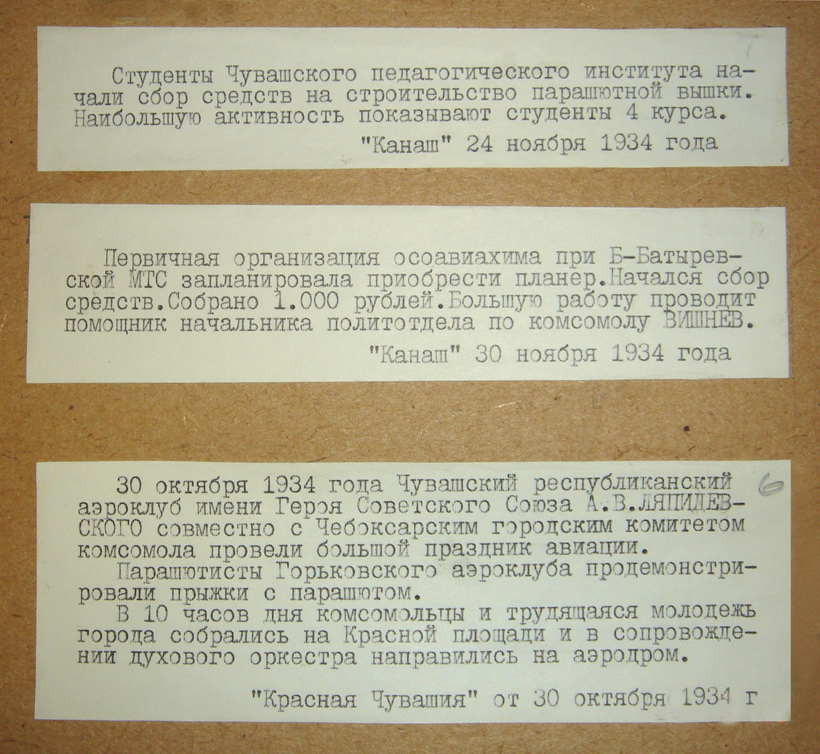 Студенты Чувашского педагогического института на-
чали сбор средств на строительство парашютной вышки.
Наибольшую активность показывают студенты 4 курса.
"Канаш" 24 ноября 1934 года
Первичная организация осоавиахима при Б-Батырев-
ской МТС запланировала приобрести планер.Начался сбор
средств.Собрано 1.000 рублей.Большую работу проводит
помощник начальника политотдела по комсомолу ВИШНЕВ.
"Канаш" 30 ноября 1934 года
6
30 октября 1934 года Чувашский республиканский
аэроклуб имени Героя Советского Союза А.В.ЛЯПИДЕВ-
СКОГО совместно с Чебоксарским городским комитетом
комсомола провели большой праздник авиации.
Парашютисты Горьковского аэроклуба продемонстри-
ровали прыжки с парашютом.
В 10 часов дня комсомольцы и трудящаяся молодежь
города собрались на Красной площади и в сопровожде-
нии духового оркестра направились на аэродром.
"Красная Чувашия" от 30 октября 1934 г